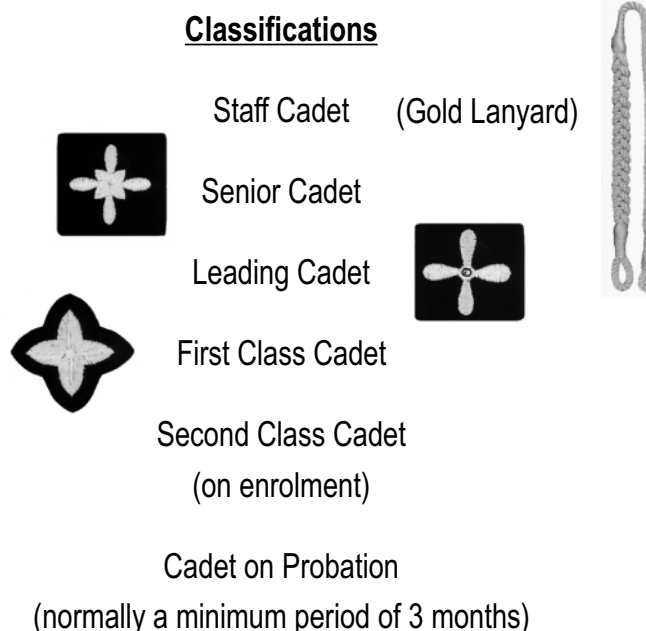 Classifications
Staff Cadet (Gold Lanyard)
Senior Cadet
Leading Cadet
First Class Cadet
Second Class Cadet
(on enrolment)
Cadet on Probation
(normally a minimum period of 3 months)